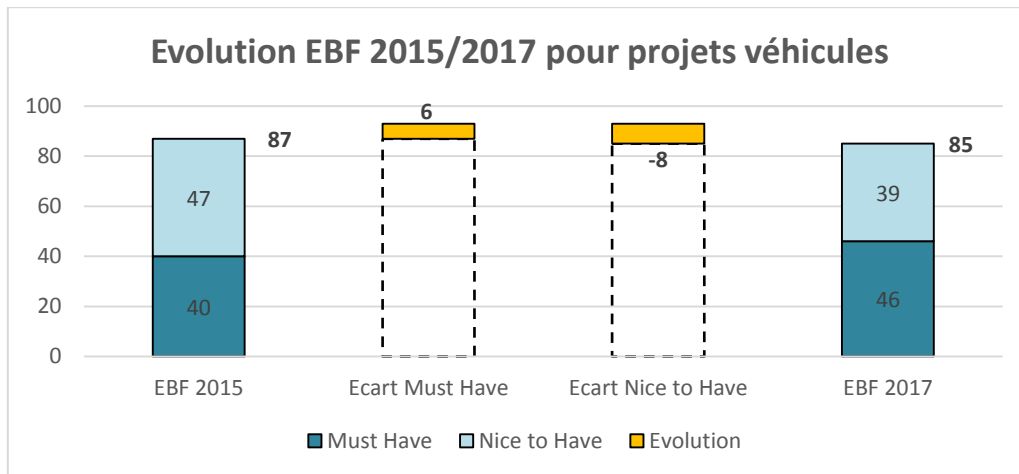 Evolution EBF 2015/2017 pour projets véhicules
100
80
60
40
20
0
87
47
40
6
-8
85
39
46
EBF 2015
Ecart Must Have
Ecart Nice to Have
EBF 2017
Must Have
Nice to Have
Evolution